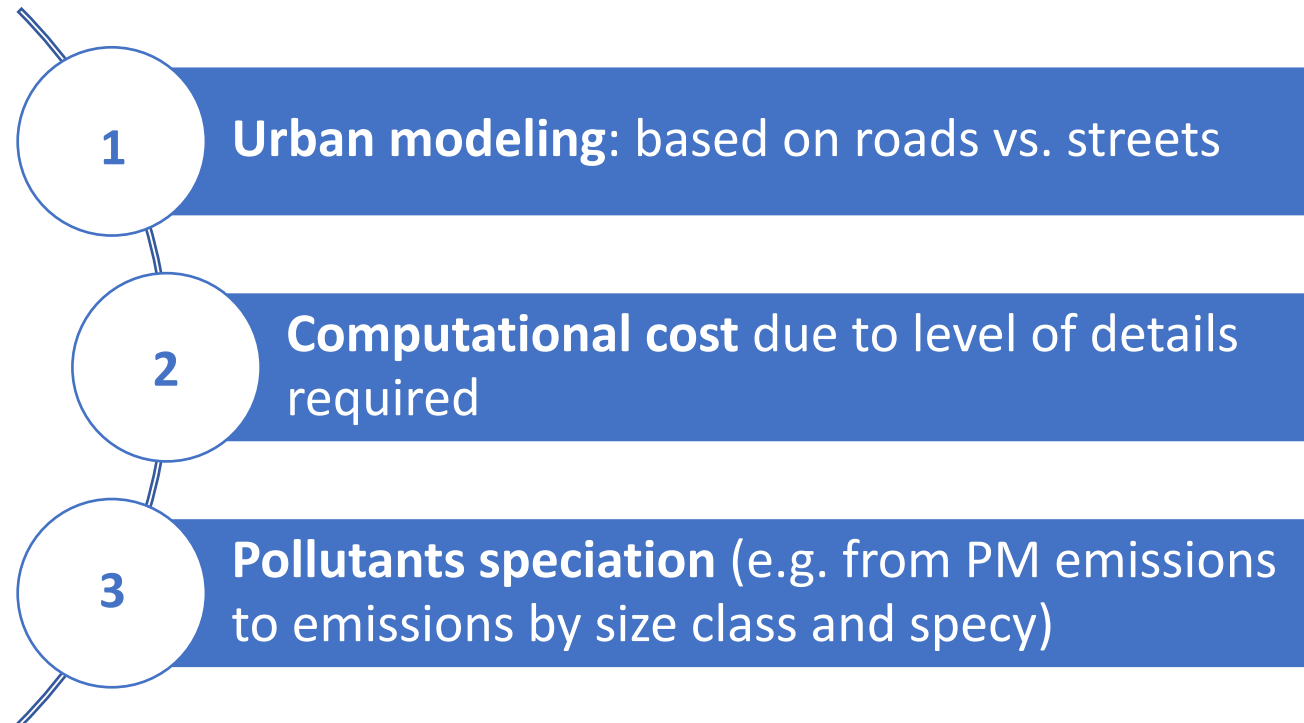 1
Urban modeling: based on roads vs. streets
2
Computational cost due to level of details
required
3
Pollutants speciation (e.g. from PM emissions
to emissions by size class and specy)